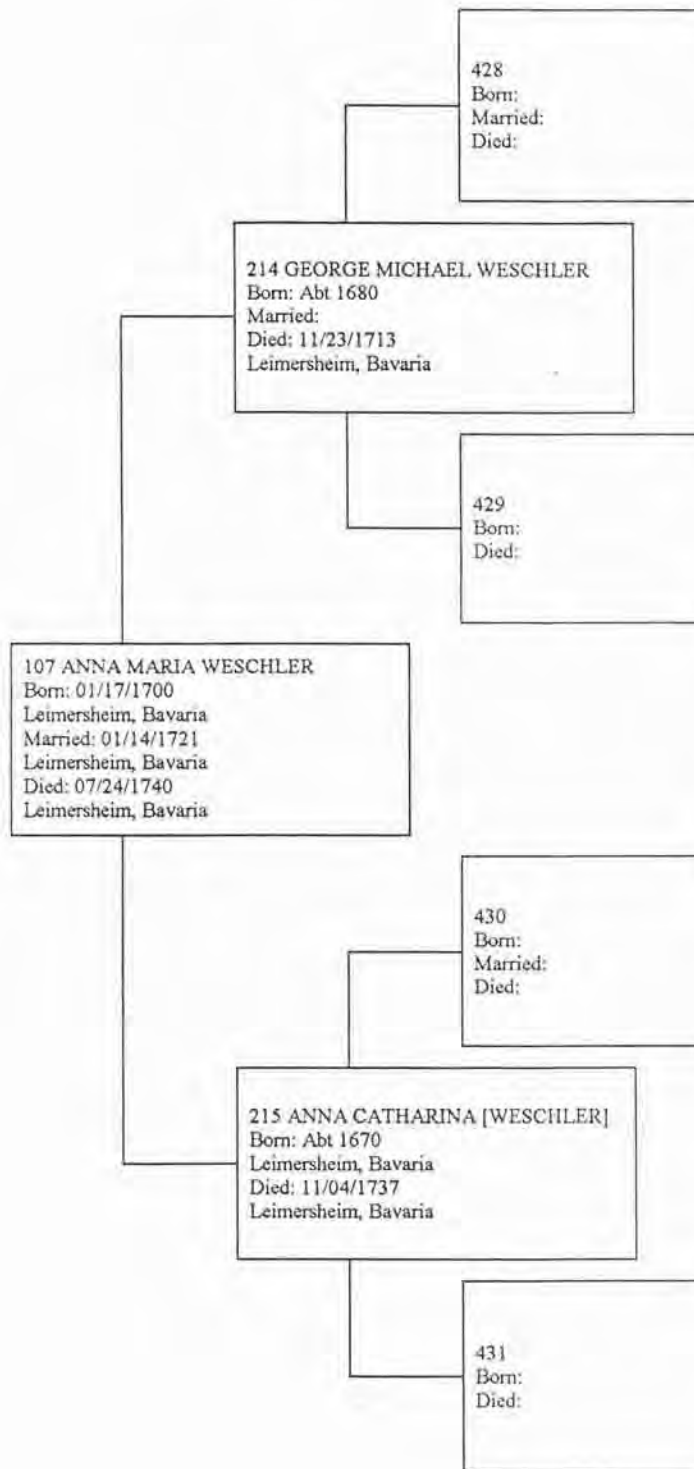 428
Born:
Married:
Died:
214 GEORGE MICHAEL WESCHLER
Born: Abt 1680
Married:
Died: 11/23/1713
Leimersheim, Bavaria
429
Born:
Died:
107 ANNA MARIA WESCHLER
Born: 01/17/1700
Leimersheim, Bavaria
Married: 01/14/1721
Leimersheim, Bavaria
Died: 07/24/1740
Leimersheim, Bavaria
430
Born:
Married:
Died:
215 ANNA CATHARINA [WESCHLER]
Born: Abt 1670
Leimersheim, Bavaria
Died: 11/04/1737
Leimersheim, Bavaria
431
Born:
Died: